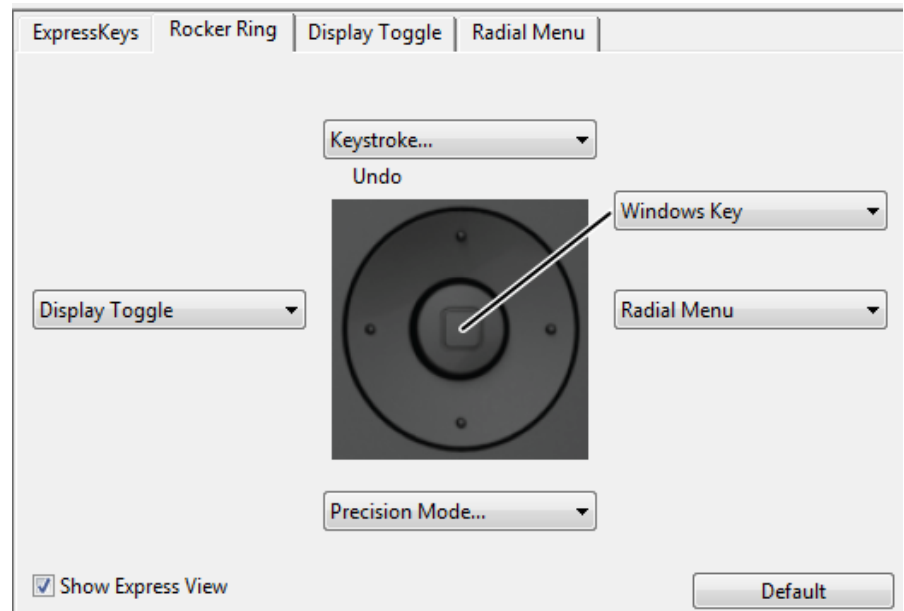 ExpressKeys Rocker Ring Display Toggle Radial Menu
Keystroke...
Undo
Windows Key
Display Toggle
Radial Menu
Precision Mode...
Show Express View
Default